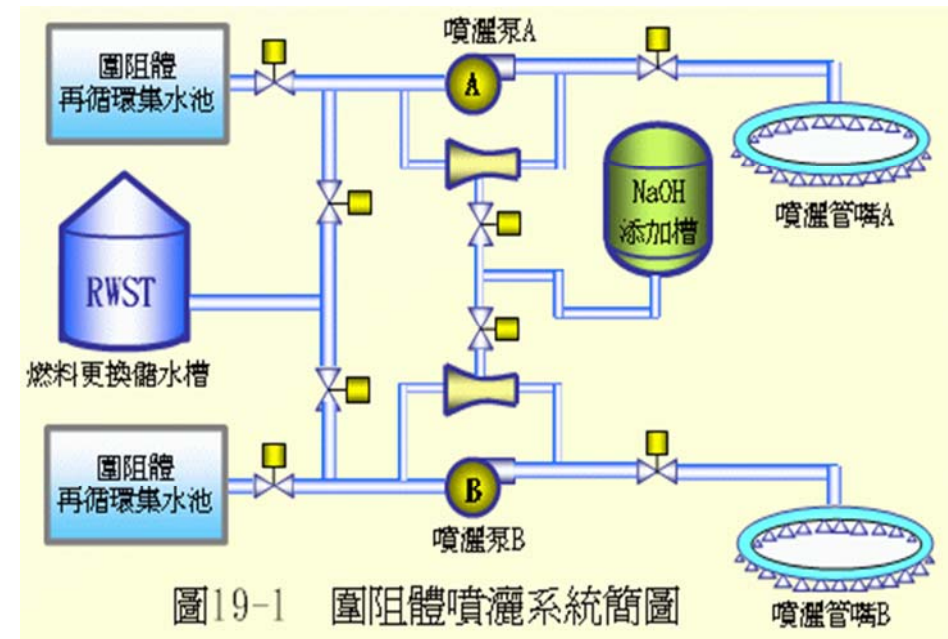 噴灑泵A
圍阻體
再循環集水池
A
NaOH
添加槽
噴灑管嘴A
RWST
燃料更換儲水槽
圍阻體
再循環集水池
B
噴灑泵B
噴灑管嘴B
圖19-1 圍阻體噴灑系統簡圖